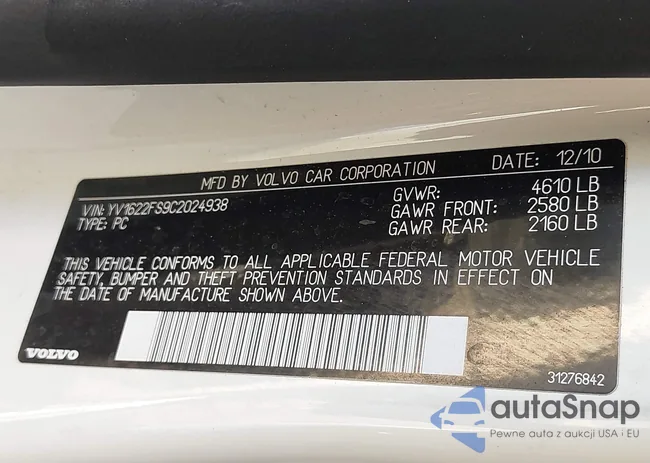 MFD BY VOLVO CAR CORPORATION DATE: 12/10
VIN: YV1622FS9C2024938
TYPE: PC
GVWR: 4610 LB
GAWR FRONT: 2580 LB
GAWR REAR: 2160 LB
THIS VEHICLE CONFORMS TO ALL APPLICABLE FEDERAL MOTOR VEHICLE
SAFETY, BUMPER AND THEFT PREVENTION STANDARDS IN EFFECT ON
THE DATE OF MANUFACTURE SHOWN ABOVE.
VOLVO
31276842
autaSnap
Pewne auta z aukcji USA i EU